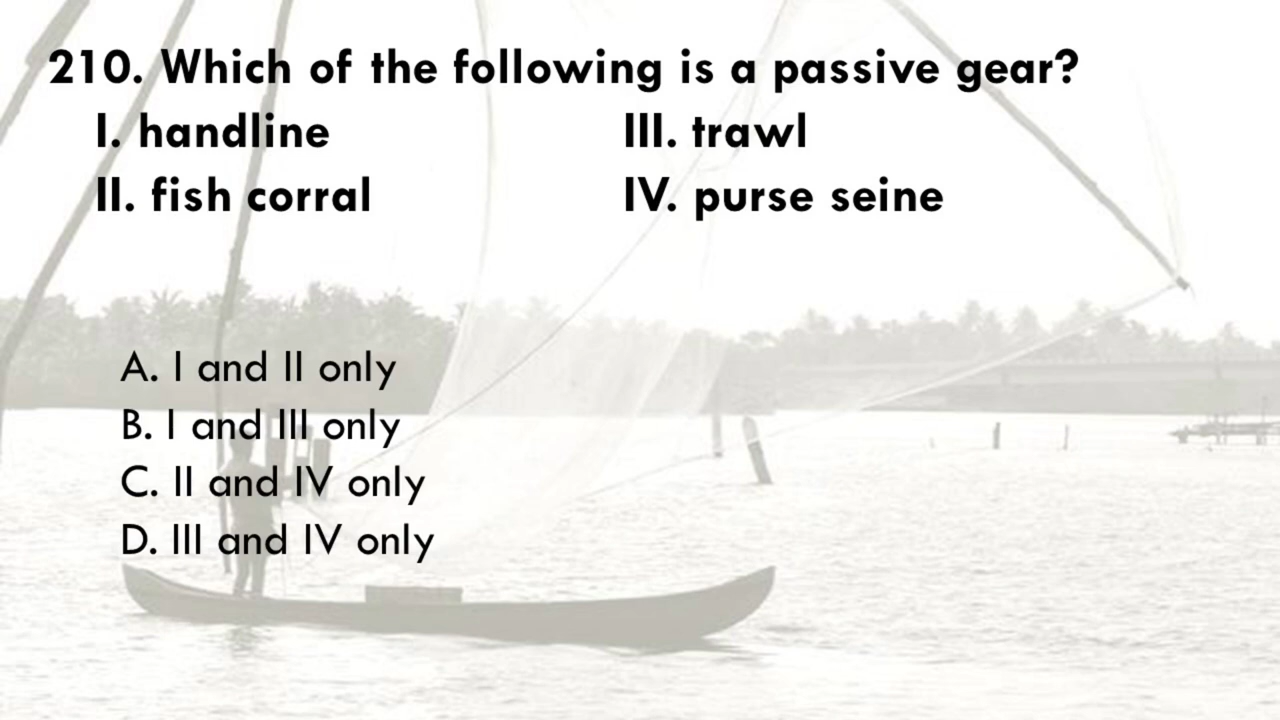 210. Which of the following is a passive gear?
I. handline III. trawl
II. fish corral IV. purse seine
A. I and II only
B. I and III only
C. II and IV only
D. III and IV only